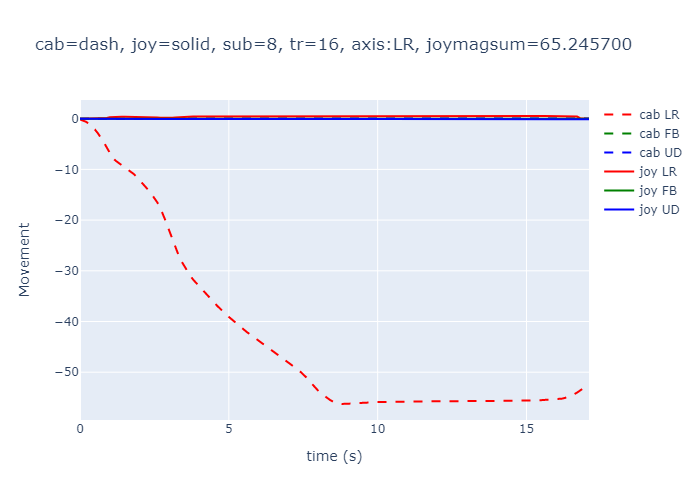 cab=dash, joy=solid, sub=8, tr=16, axis:LR, joymagsum=65.245700
0
−10
−20
−30
−40
−50
Movement
0
5
10
15
time (s)
cab LR
cab FB
cab UD
joy LR
joy FB
joy UD